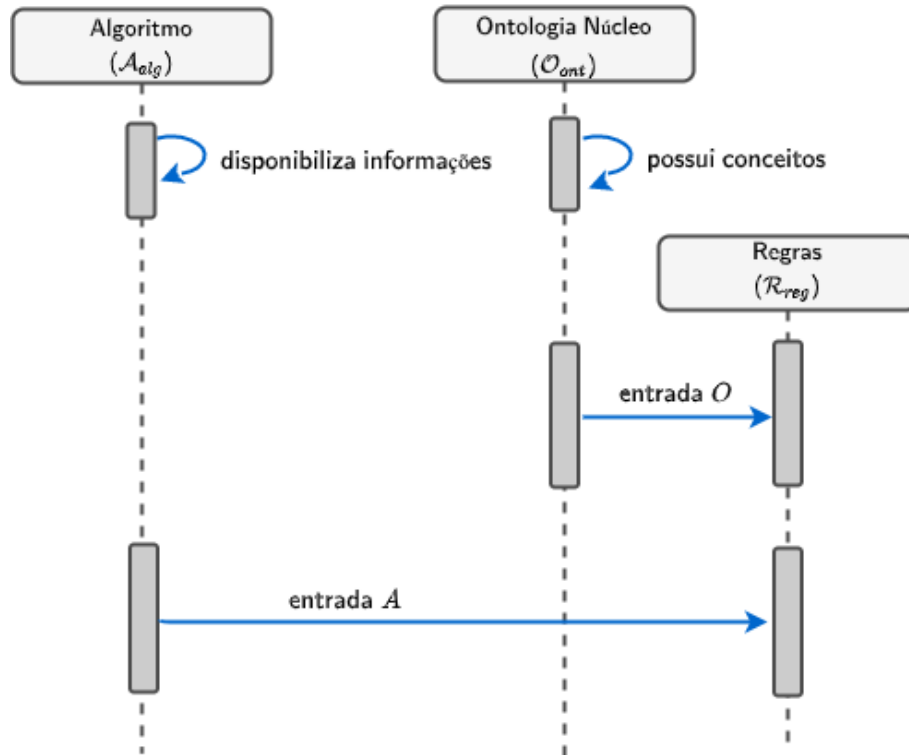 Algoritmo
(𝒜alg)
Ontologia Núcleo
(𝒪ont)
disponibiliza informações
possui conceitos
Regras
(ℛreg)
entrada O
entrada A